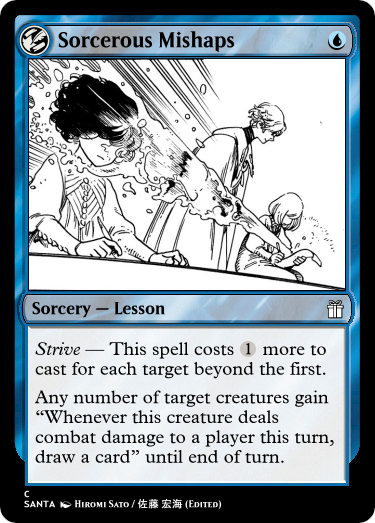 Sorcerous Mishaps
Sorcery — Lesson
Strive — This spell costs 1 more to
cast for each target beyond the first.
Any number of target creatures gain
“Whenever this creature deals
combat damage to a player this turn,
draw a card” until end of turn.
C
SANTA Hiromi Sato / 佐藤 宏海 (Edited)